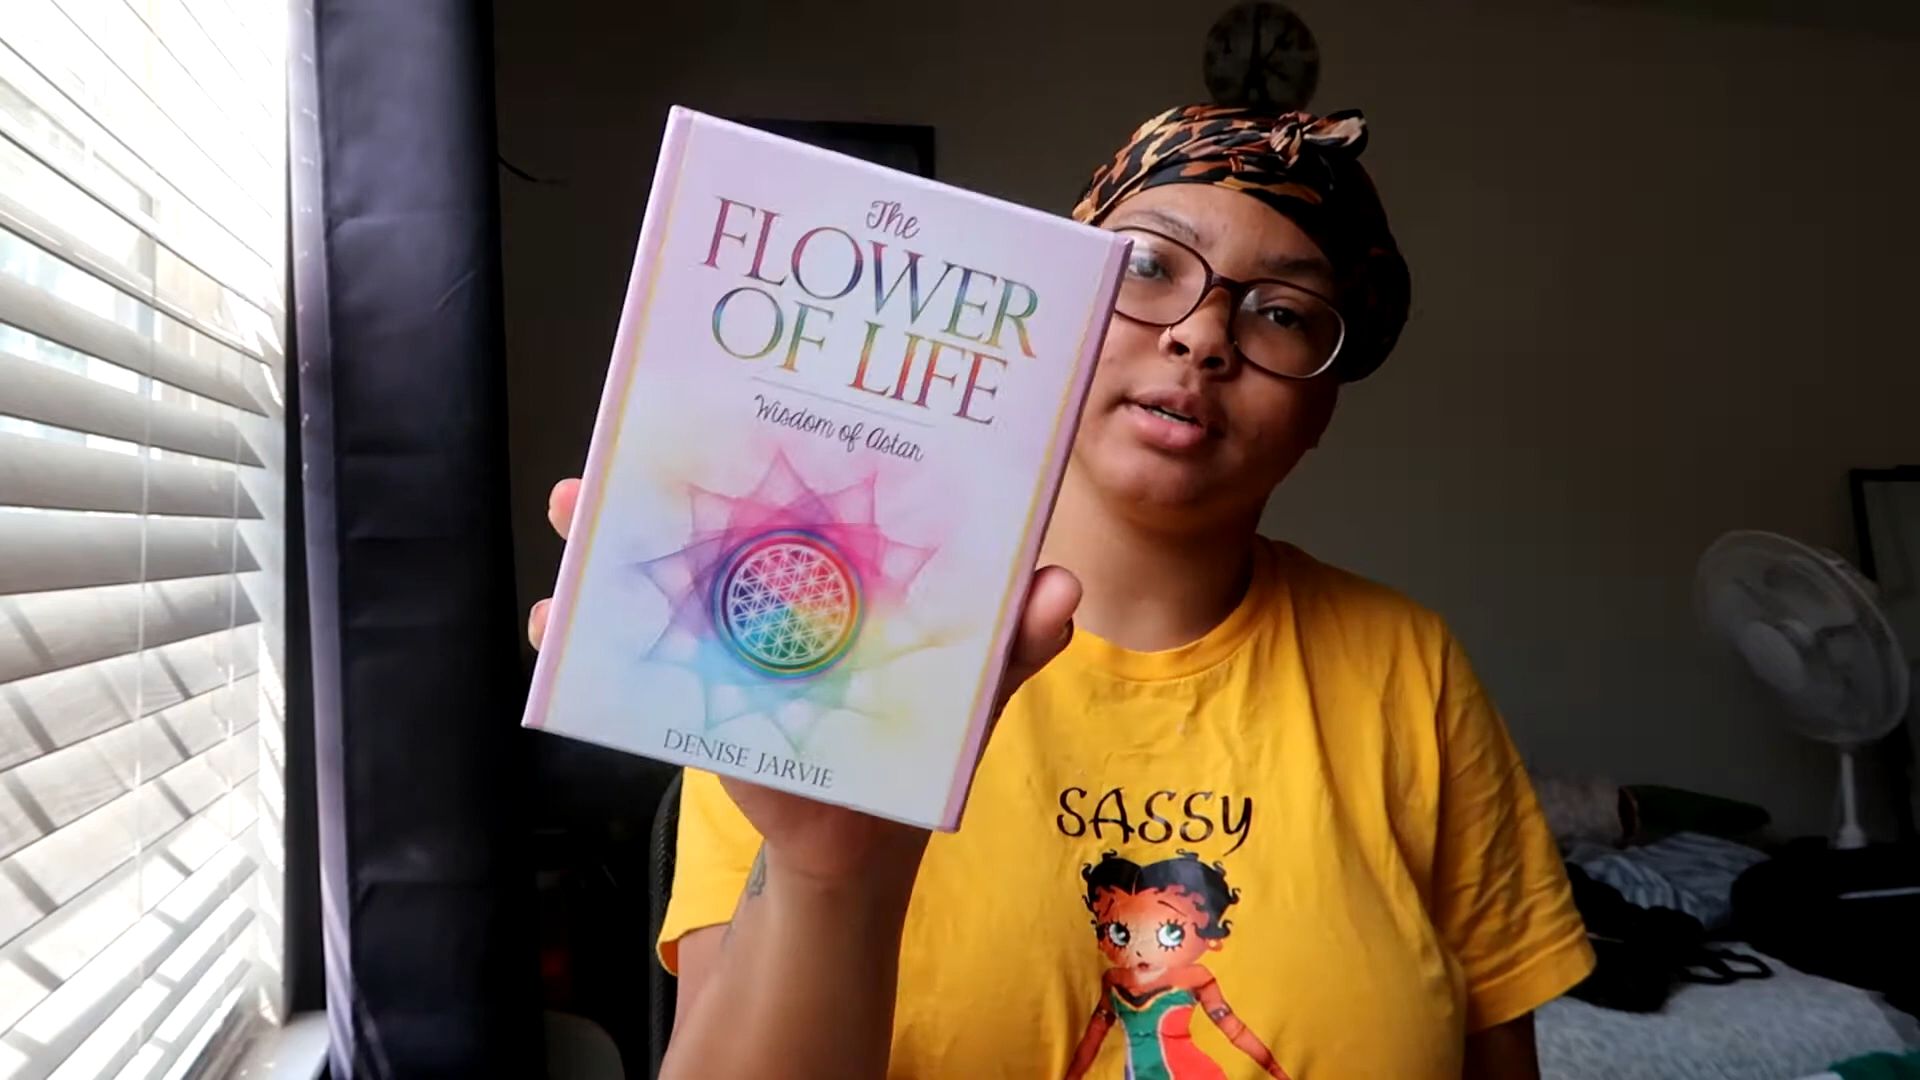 The
FLOWER
OF LIFE
Wisdom of Astar
DENISE JARVIE
SASSY